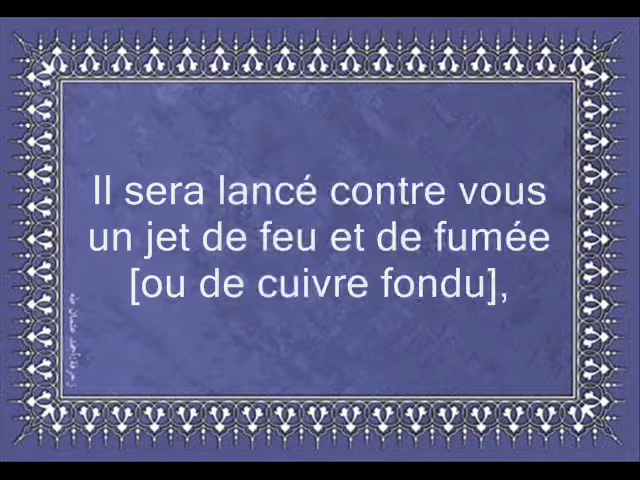 Il sera lancé contre vous
un jet de feu et de fumée
[ou de cuivre fondu],